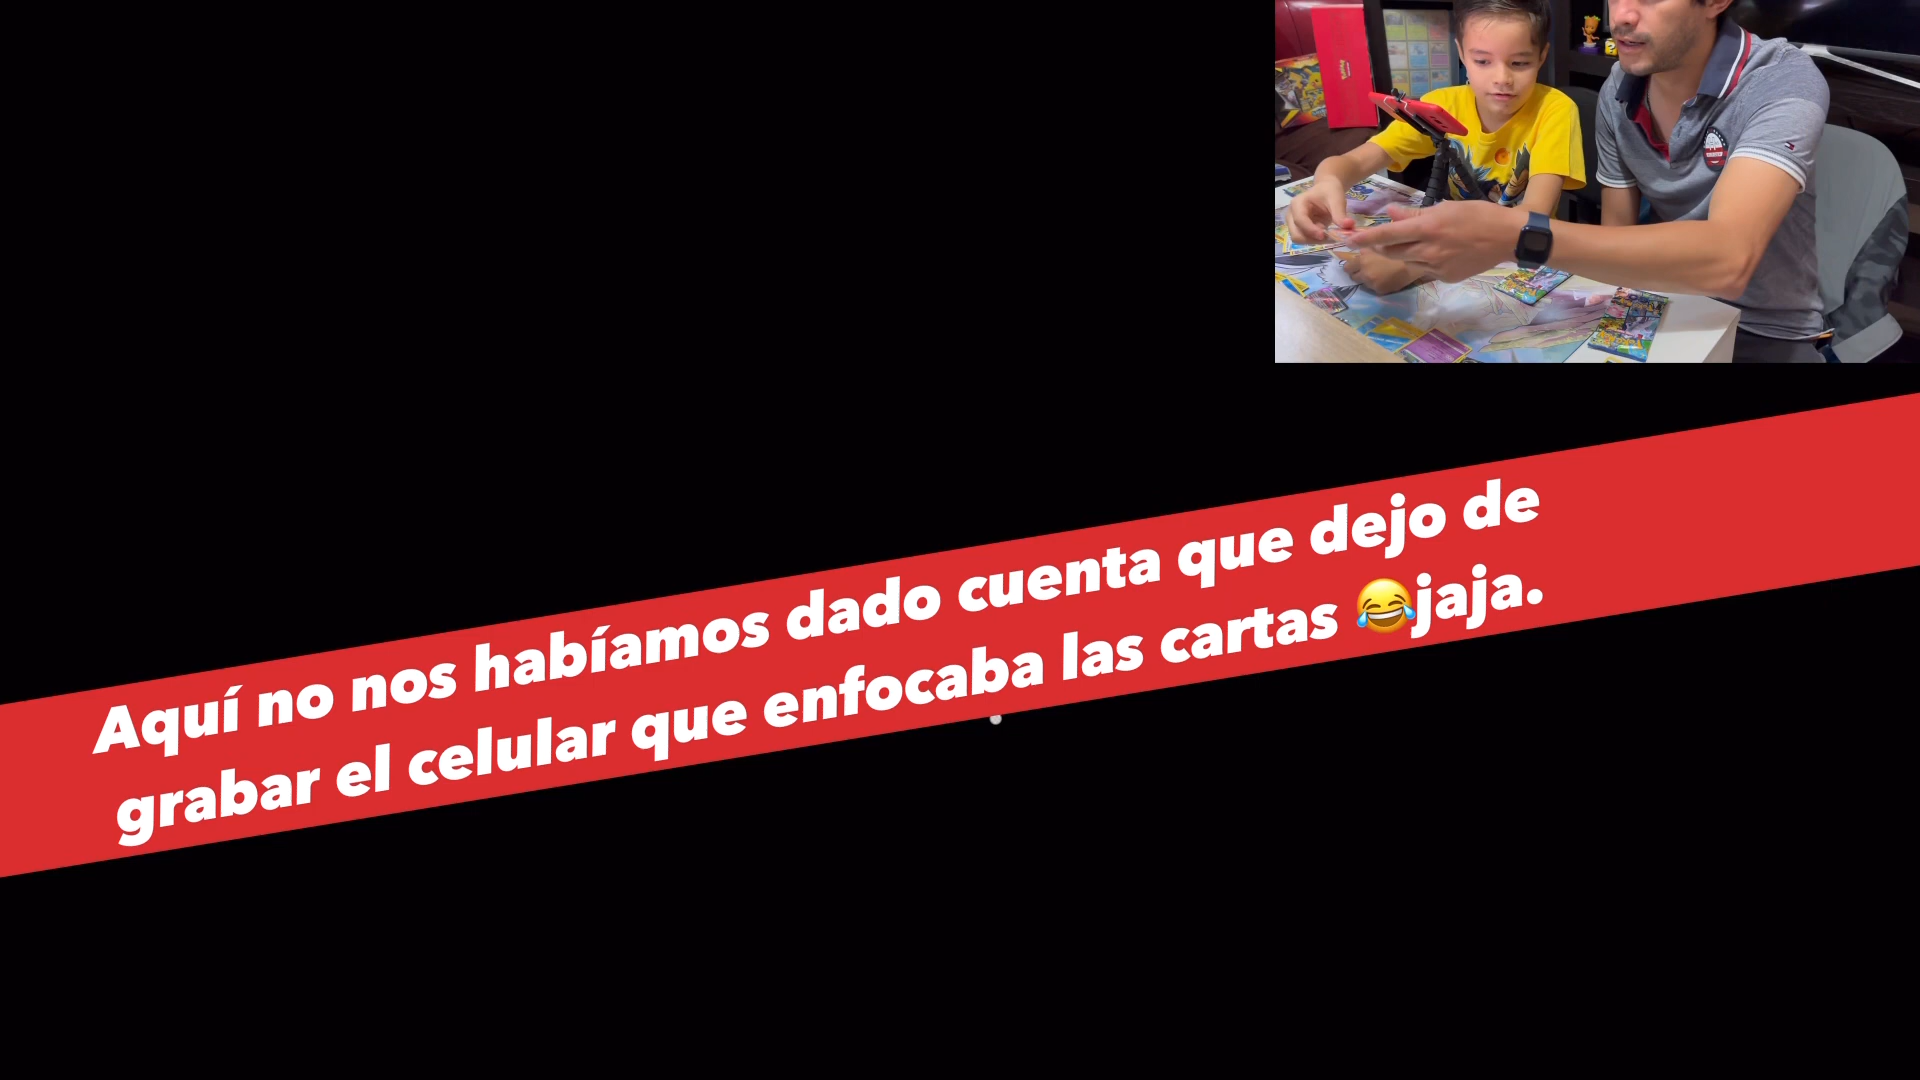 Aquí no nos habíamos dado cuenta que dejo de
grabar el celular que enfocaba las cartas 😂jaja.